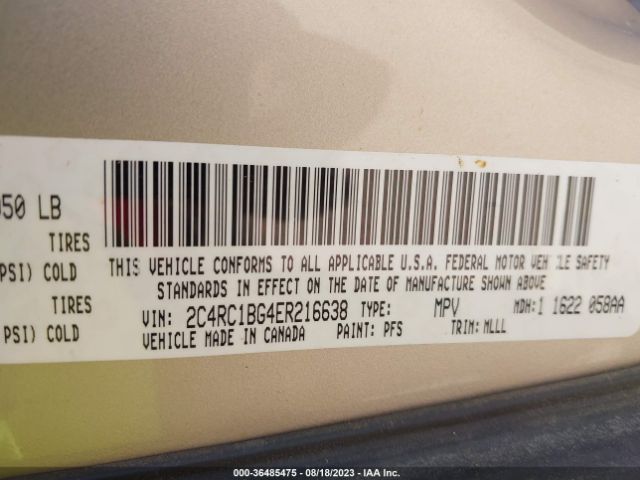 50 LB
TIRES
PSI) COLD
TIRES
PSI) COLD
THIS VEHICLE CONFORMS TO ALL APPLICABLE U.S.A. FEDERAL MOTOR VEH CLE SAFETY
STANDARDS IN EFFECT ON THE DATE OF MANUFACTURE SHOWN ABOVE
VIN: 2C4RC1BG4ER216638 TYPE: MPV MDH: 1 1622 058AA
VEHICLE MADE IN CANADA PAINT: PFS TRIM: MLLL
000-36485475 - 08/18/2023 - IAA Inc.